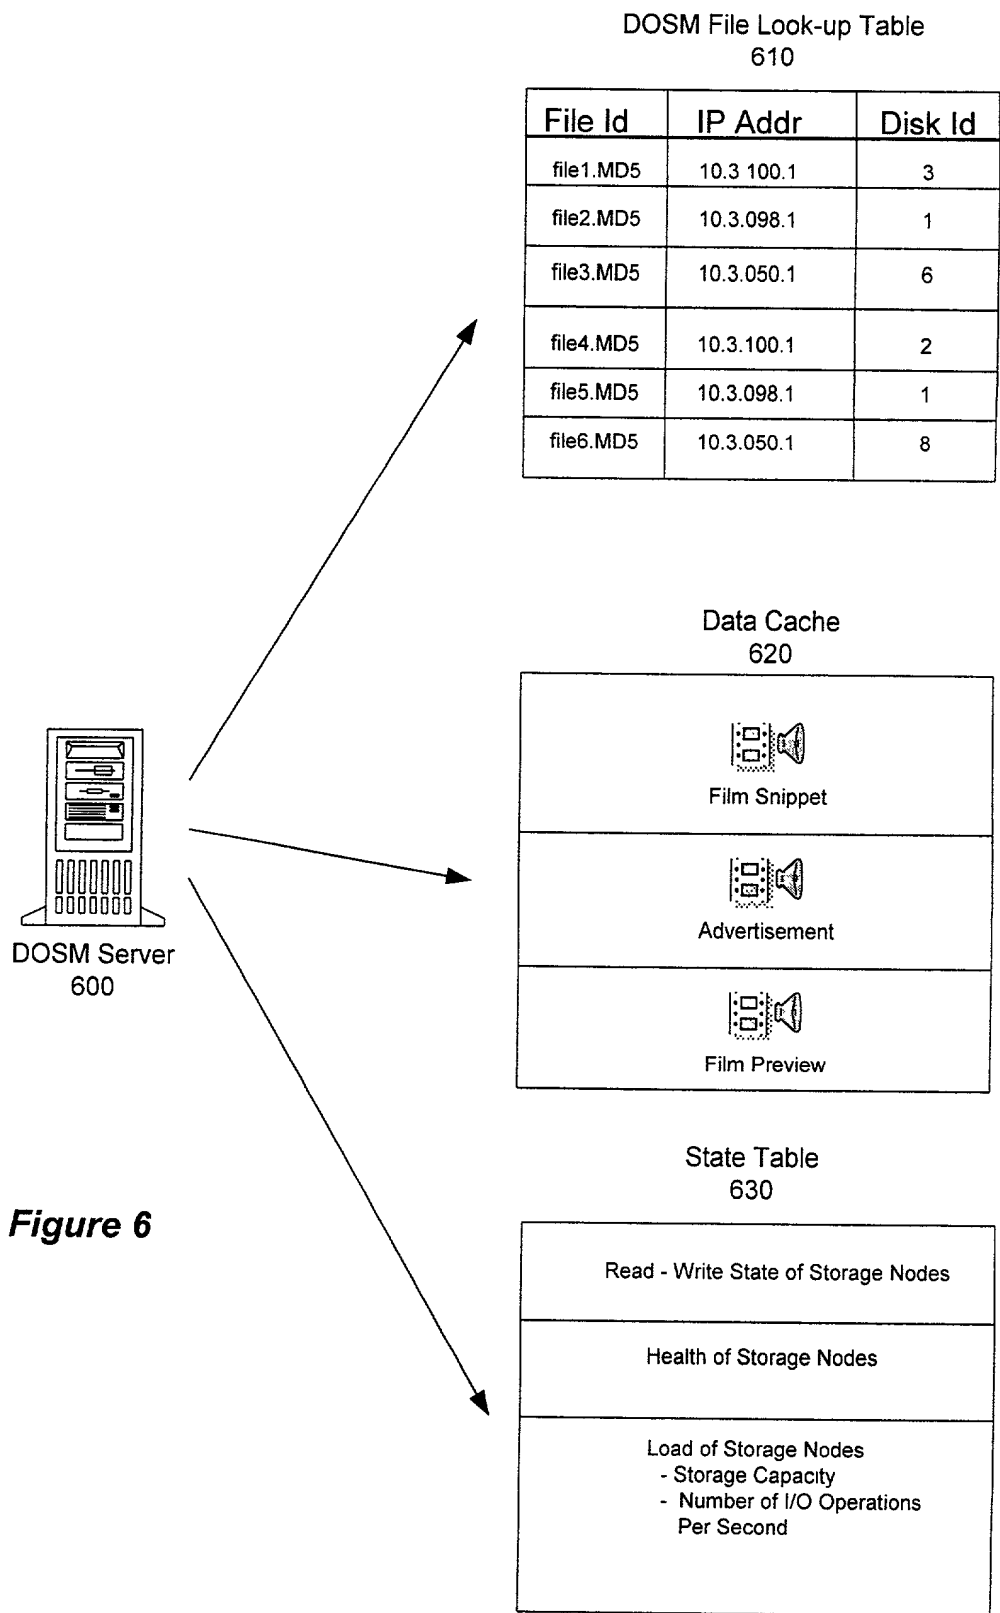 DOSM File Look-up Table
610
File Id IP Addr Disk Id
file1.MD5 10.3 100.1 3
file2.MD5 10.3.098.1 1
file3.MD5 10.3.050.1 6
file4.MD5 10.3.100.1 2
file5.MD5 10.3.098.1 1
file6.MD5 10.3.050.1 8
Data Cache
620
Film Snippet
Advertisement
Film Preview
DOSM Server
600
State Table
630
Read - Write State of Storage Nodes
Health of Storage Nodes
Load of Storage Nodes
- Storage Capacity
- Number of I/O Operations
Per Second
Figure 6